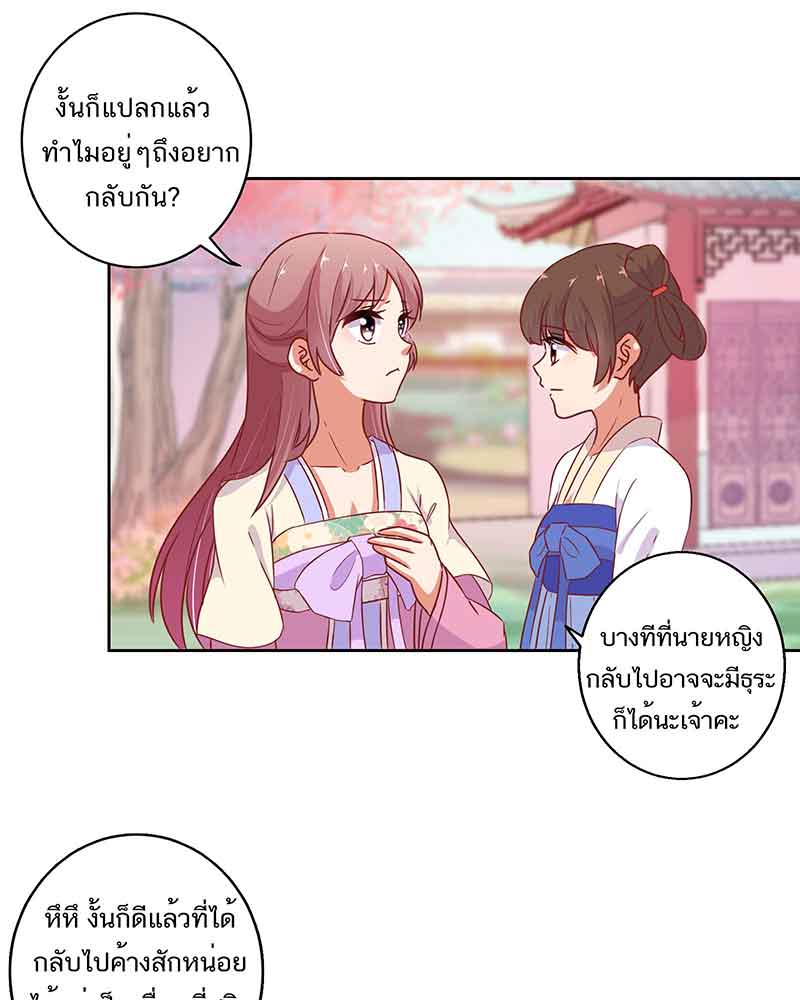 งั้นก็แปลกแล้ว
ทำไมอยู่ๆถึงอยาก
กลับกัน?
บางทีที่นายหญิง
กลับไปอาจจะมีธุระ
ก็ได้นะเจ้าคะ
หึหึ งั้นก็ดีแล้วที่ได้
กลับไปค้างสักหน่อย